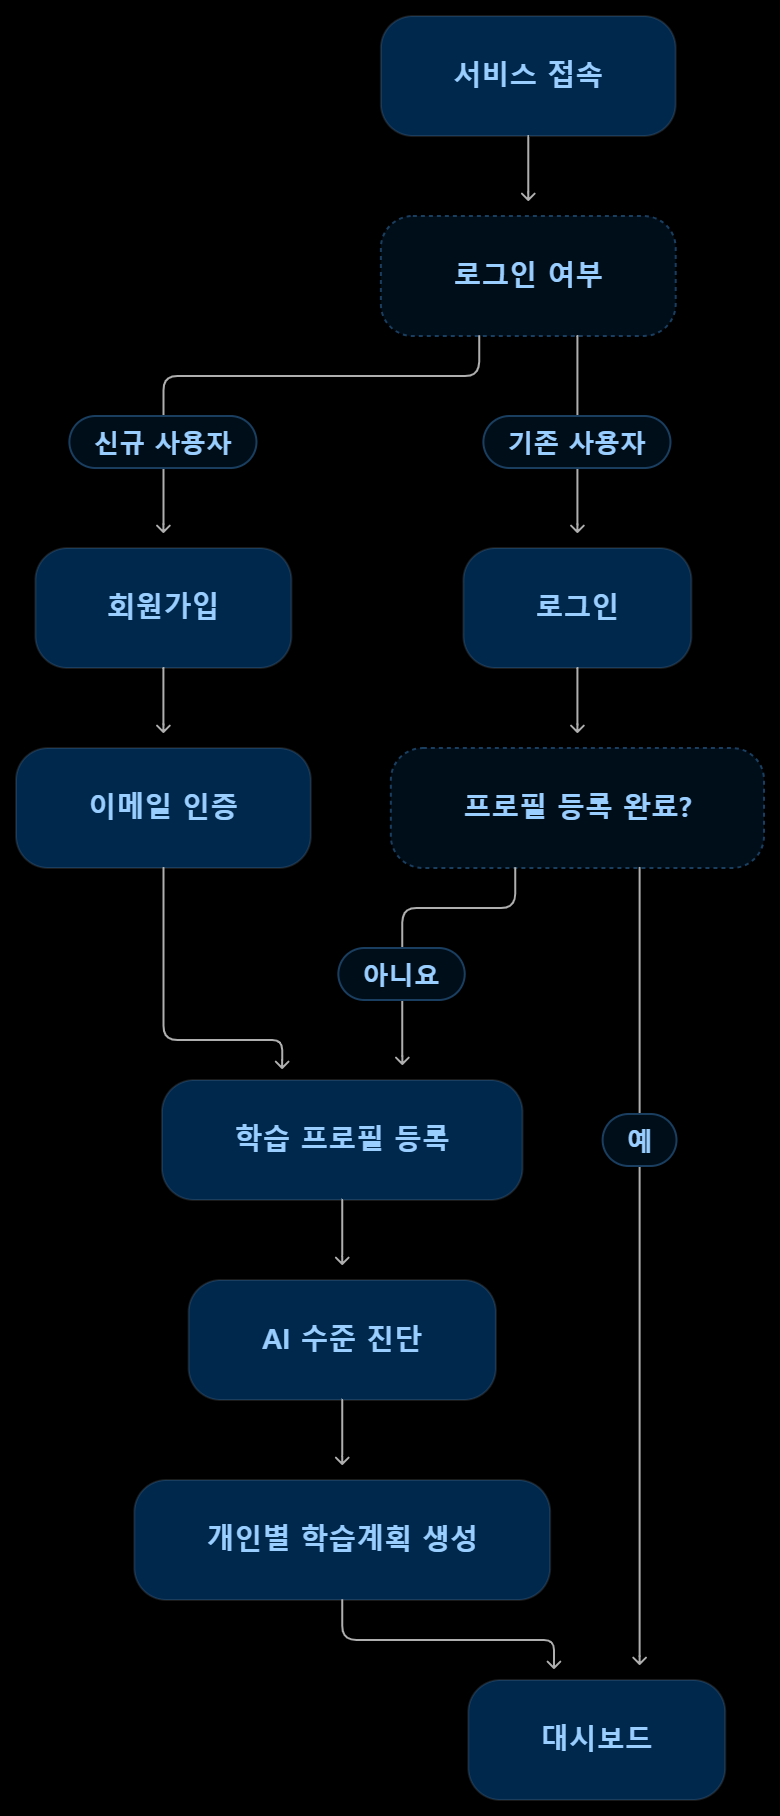 서비스 접속
로그인 여부
신규 사용자
기존 사용자
회원가입
로그인
이메일 인증
프로필 등록 완료?
아니요
학습 프로필 등록
예
AI 수준 진단
개인별 학습계획 생성
대시보드